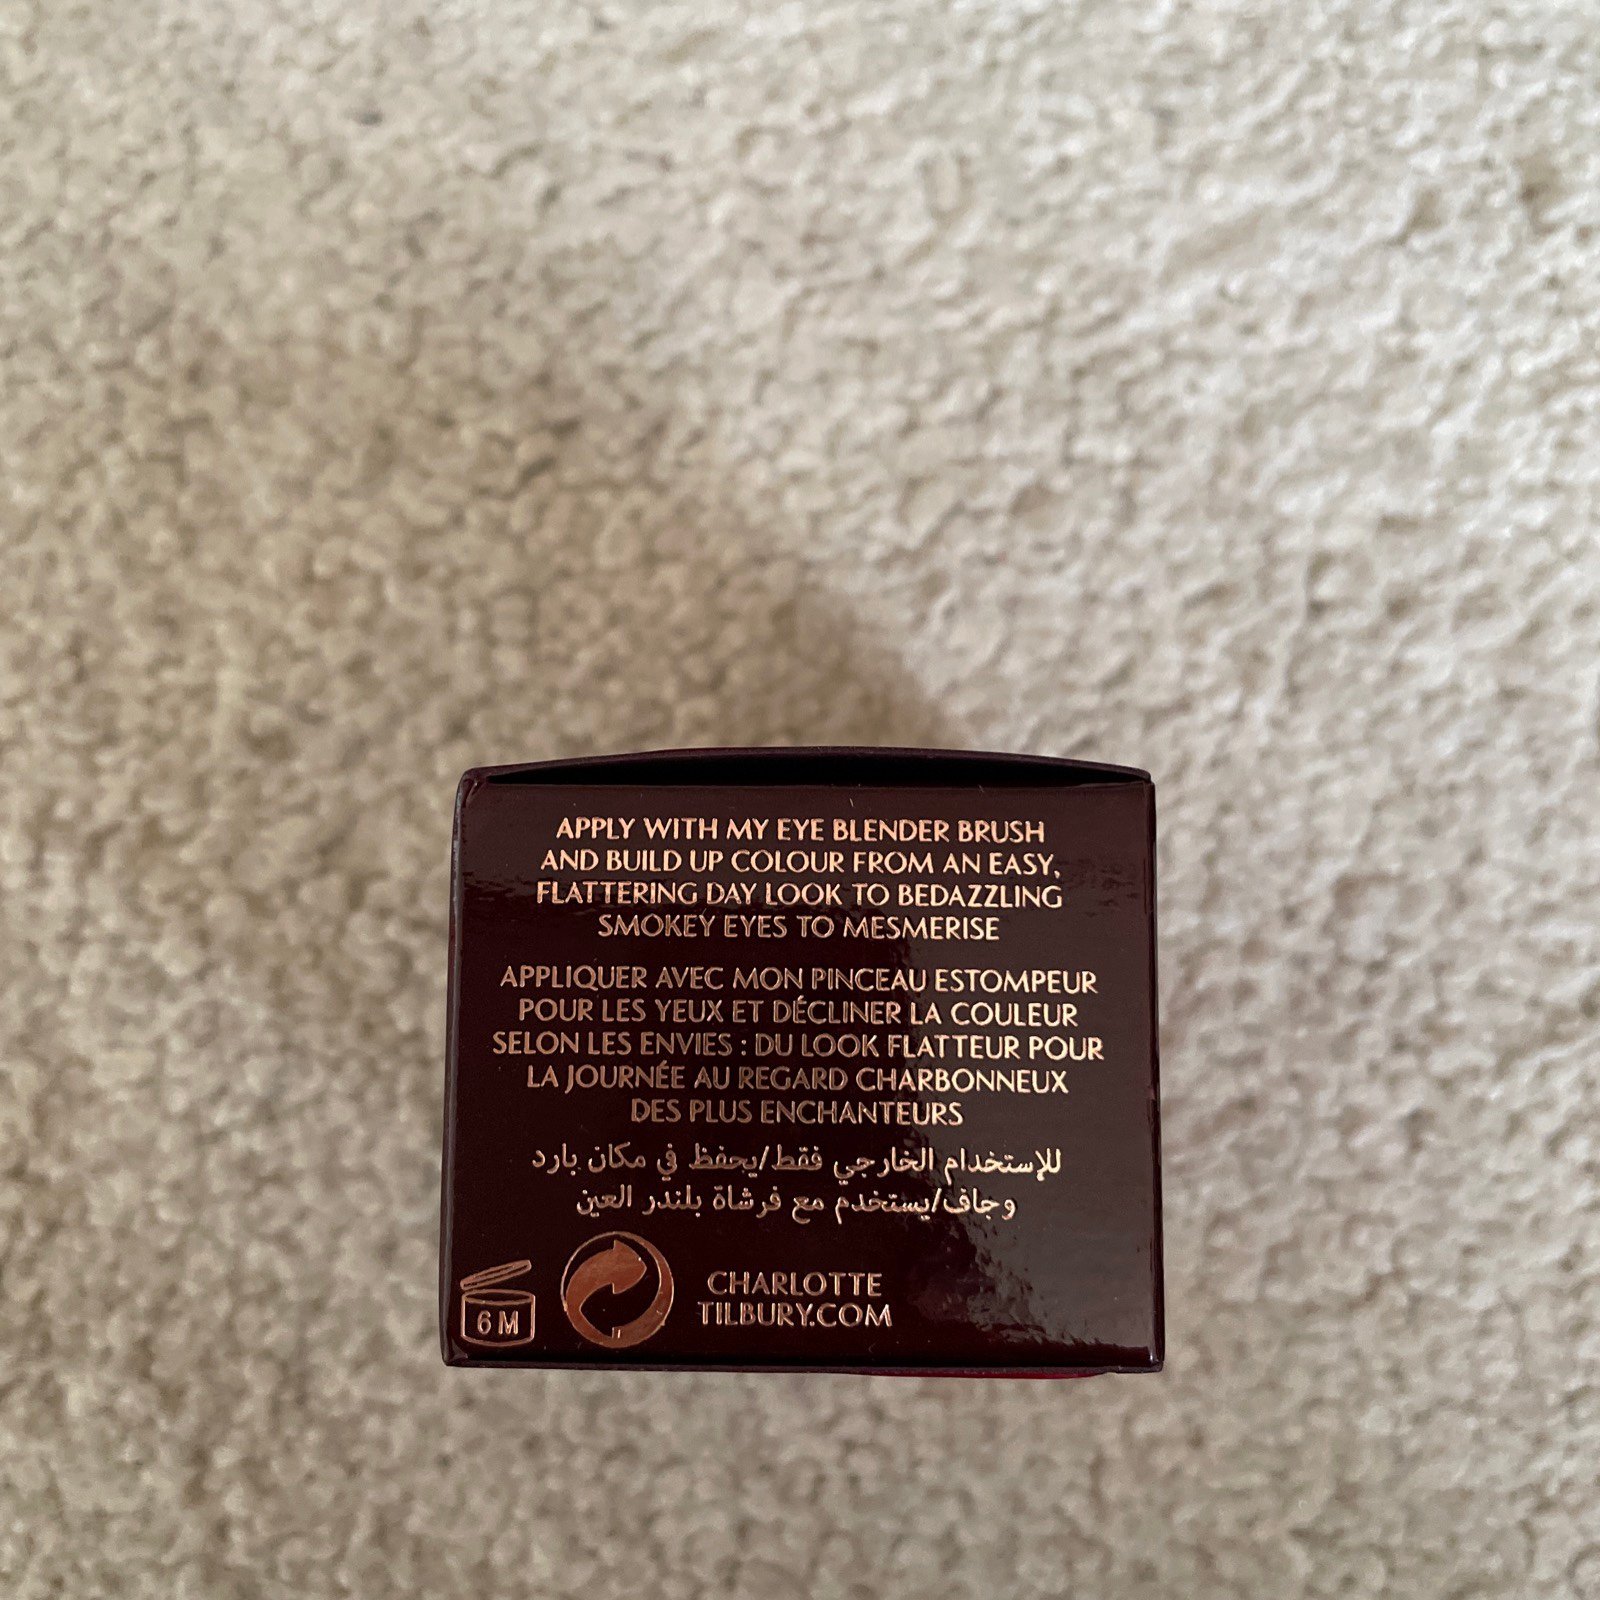 APPLY WITH MY EYE BLENDER BRUSH
AND BUILD UP COLOUR FROM AN EASY,
FLATTERING DAY LOOK TO BEDAZZLING
SMOKEY EYES TO MESMERISE
APPLIQUER AVEC MON PINCEAU ESTOMPEUR
POUR LES YEUX ET DÉCLINER LA COULEUR
SELON LES ENVIES : DU LOOK FLATTEUR POUR
LA JOURNÉE AU REGARD CHARBONNEUX
DES PLUS ENCHANTEURS
للإستخدام الخارجي فقط/يحفظ في مكان بارد
وجاف/يستخدم مع فرشاة بلندر العين
6 M
CHARLOTTE
TILBURY.COM